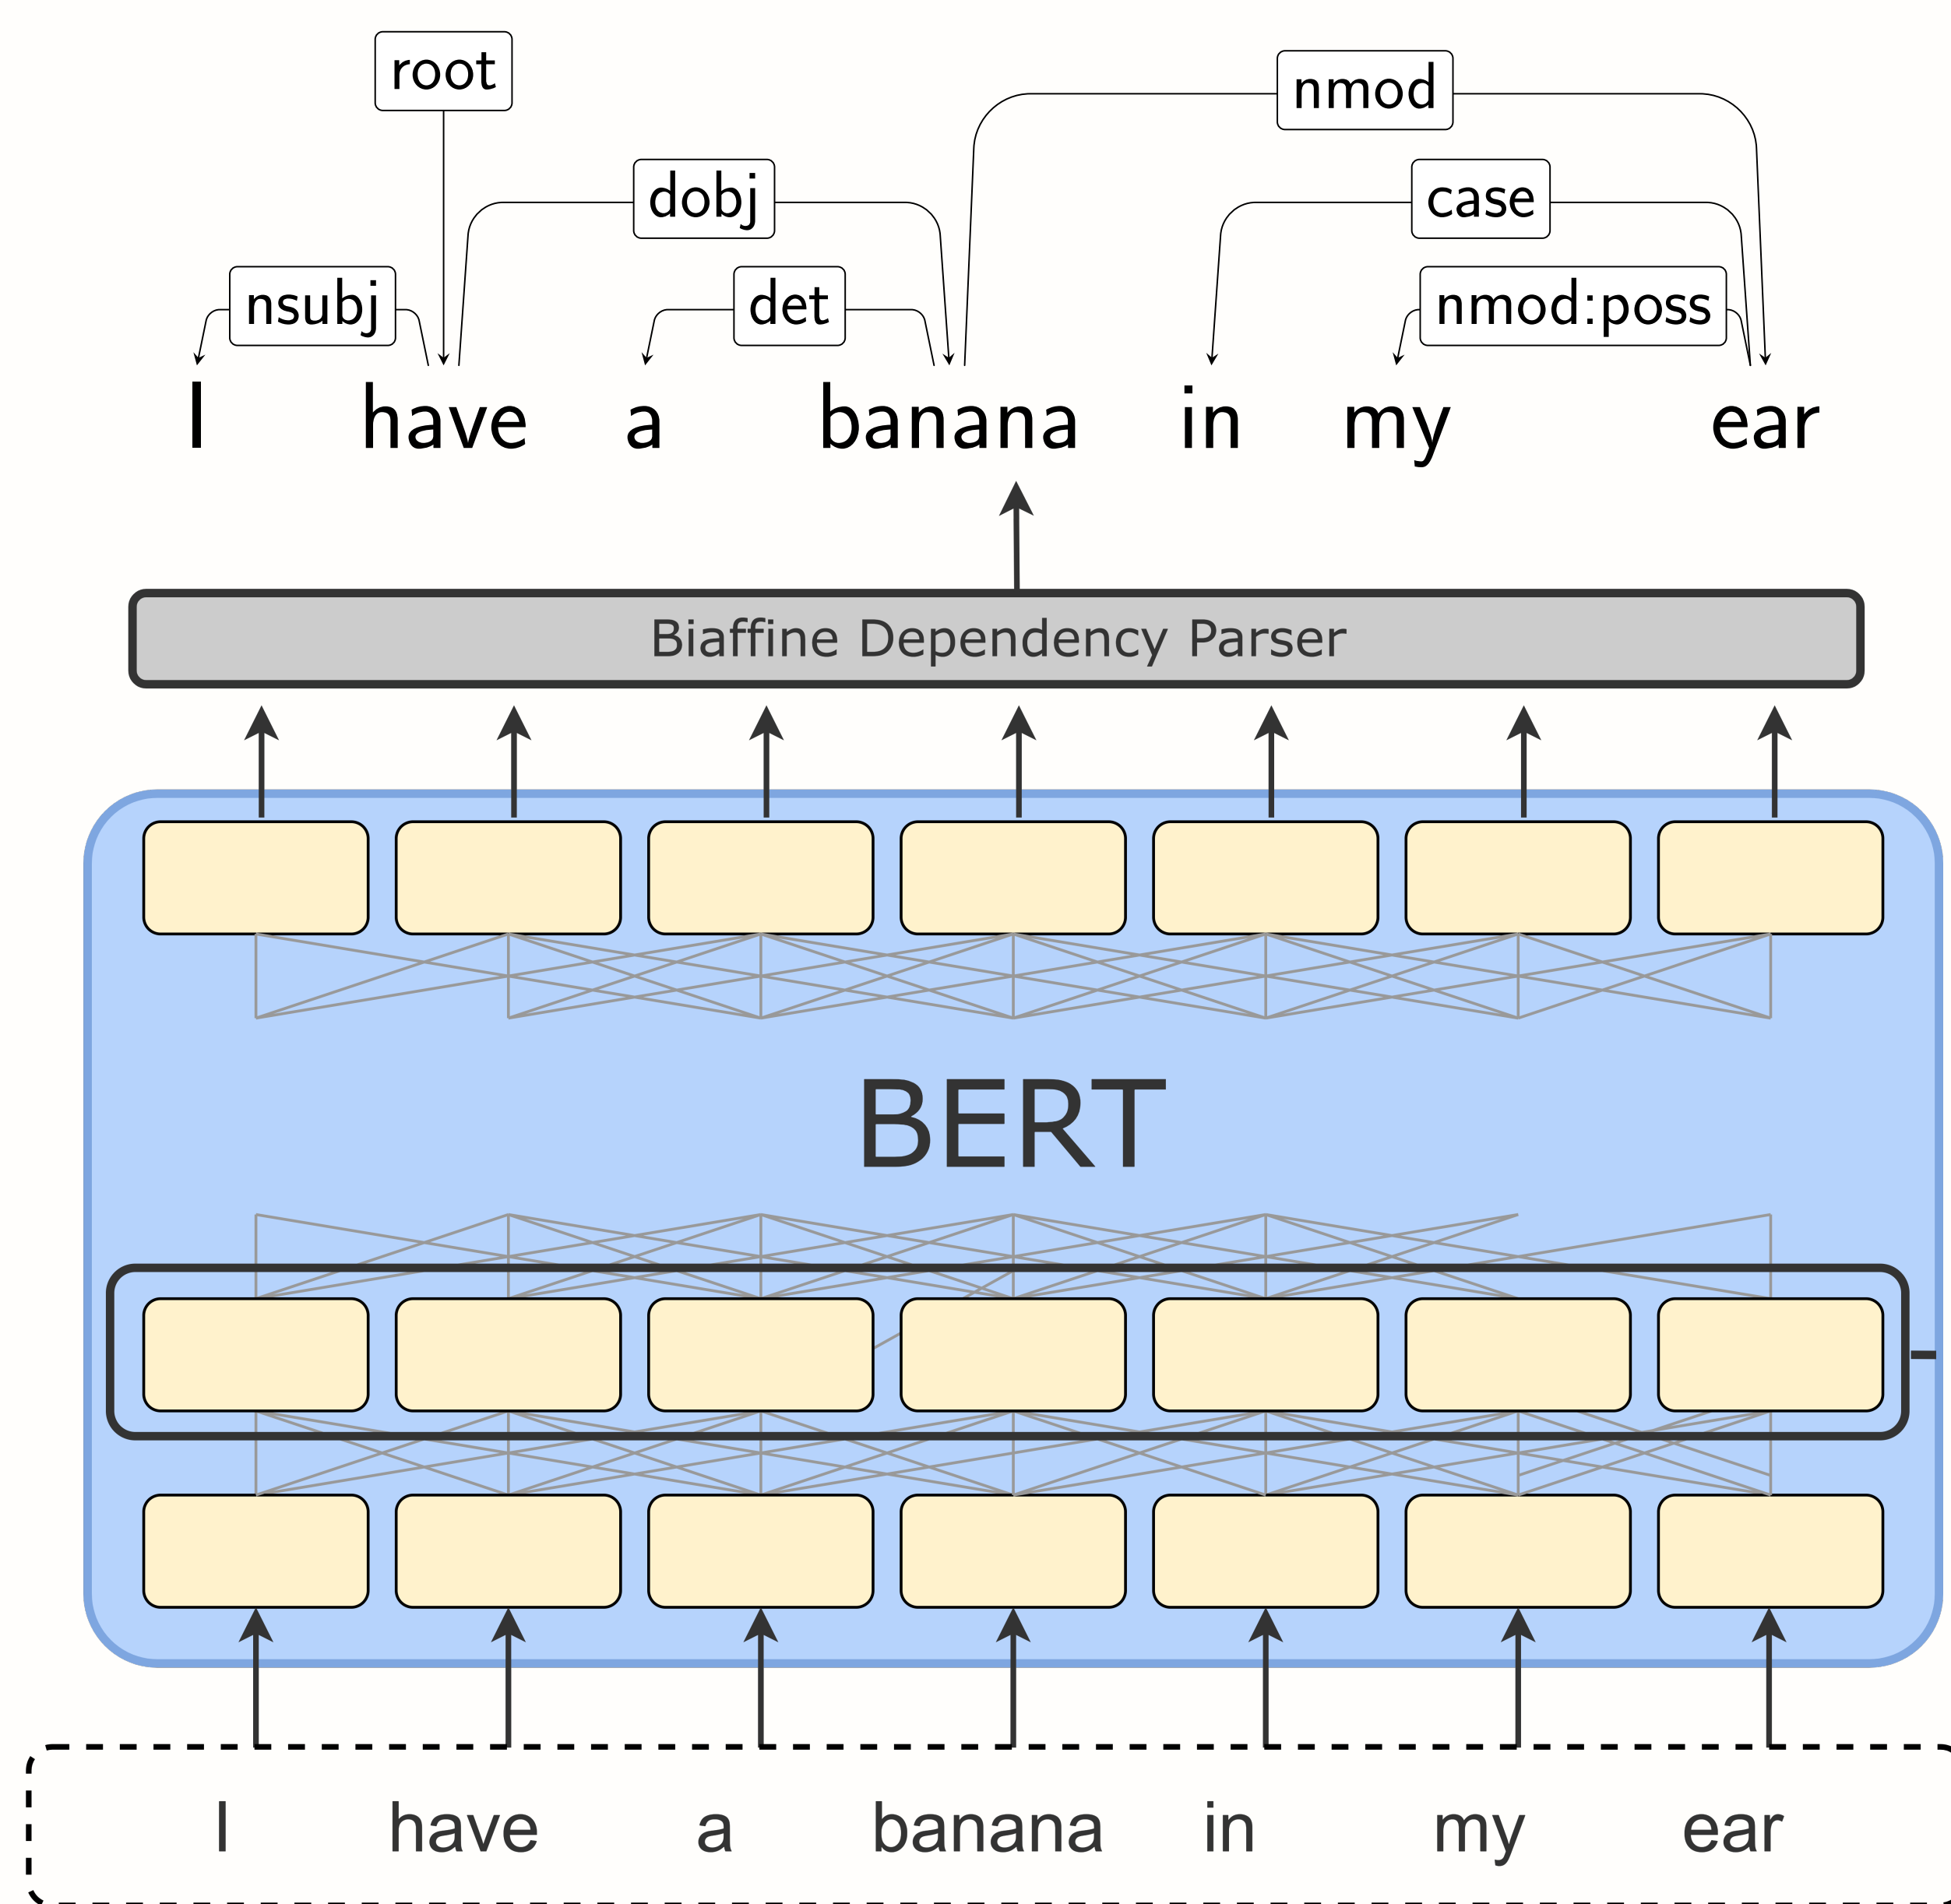 root
nmod
dobj
case
nsubj
det
nmod:poss
I have a banana in my ear
Biaffine Dependency Parser
BERT
I have a banana in my ear